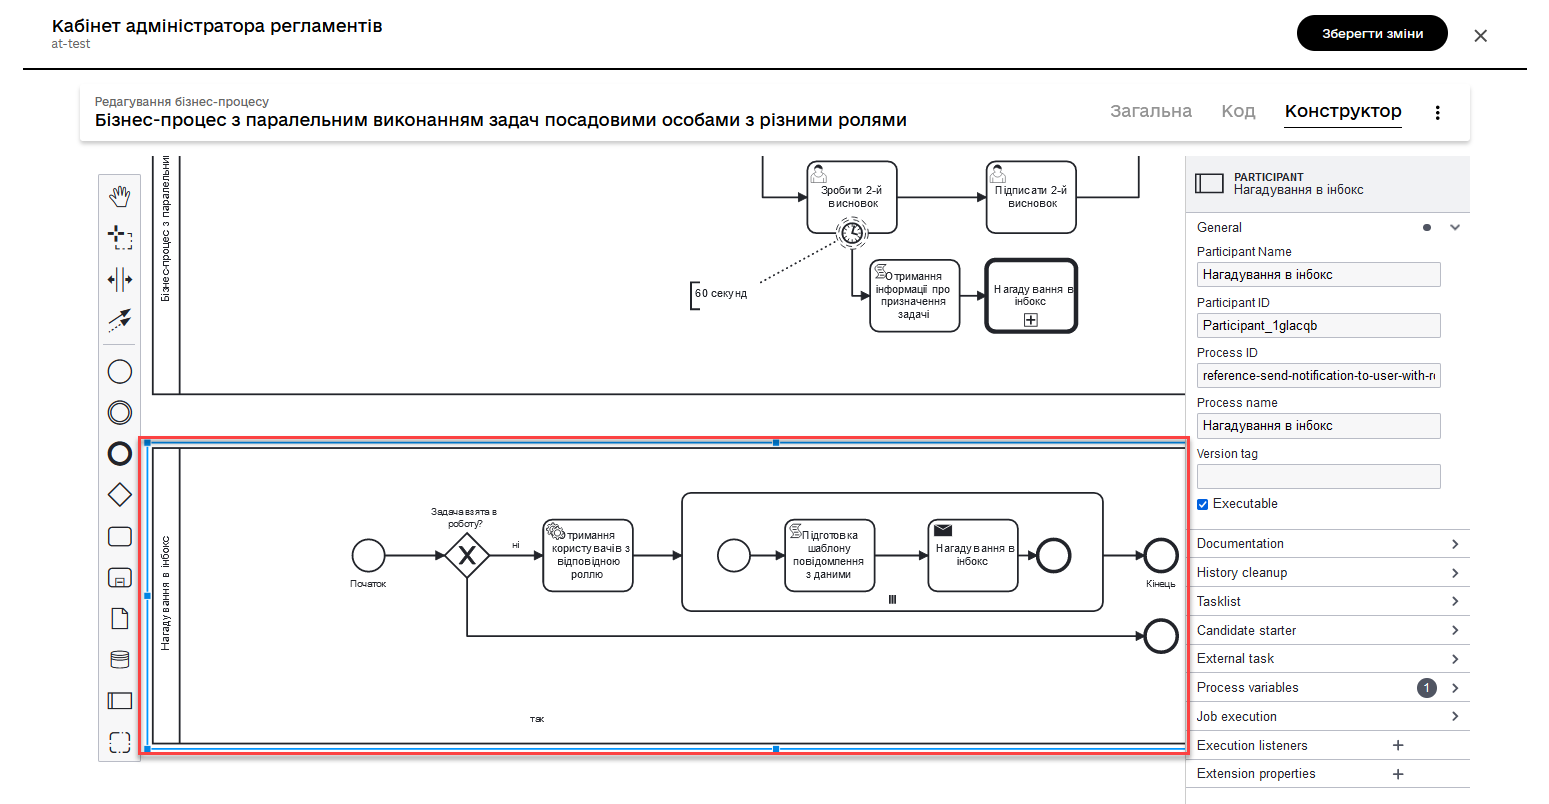 Кабінет адміністратора регламентів
at-test
Зберегти зміни
Редагування бізнес-процесу
Бізнес-процес з паралельним виконанням задач посадовими особами з різними ролями
Загальна
Код
Конструктор
Бізнес-процес з паралельни
Зробити 2-й
висновок
Підписати 2-й
висновок
60 секунд
Отримання
інформації про
призначення
задачі
Нагадування в
інбокс
Нагадування в інбокс
Початок
Задача взята в
роботу?
ні
Отримання
користувачів з
відповідною
роллю
Підготовка
шаблону
повідомлення
з даними
Нагадування в
інбокс
Кінець
так
PARTICIPANT
Нагадування в інбокс
General
Participant Name
Нагадування в інбокс
Participant ID
Participant_1glacqb
Process ID
reference-send-notification-to-user-with-r
Process name
Нагадування в інбокс
Version tag
Executable
Documentation
History cleanup
Tasklist
Candidate starter
External task
Process variables
1
Job execution
Execution listeners
Extension properties